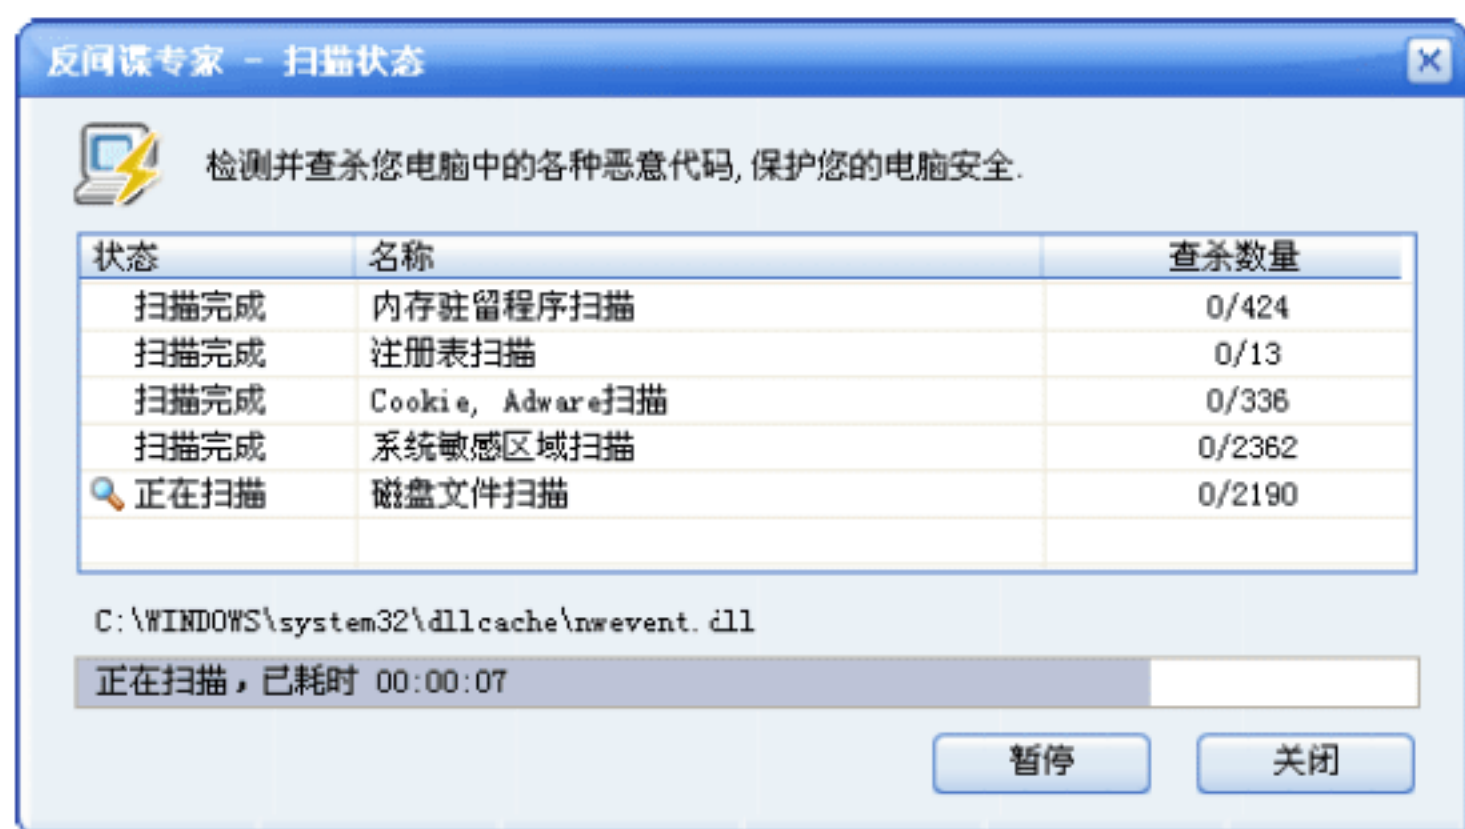 反间谍专家 - 扫描状态
检测并查杀您电脑中的各种恶意代码,保护您的电脑安全.
状态 名称 查杀数量
扫描完成 内存驻留程序扫描 0/424
扫描完成 注册表扫描 0/13
扫描完成 Cookie, Adware扫描 0/336
扫描完成 系统敏感区域扫描 0/2362
正在扫描 磁盘文件扫描 0/2190
C:\WINDOWS\system32\dllcache\nwevent.dll
正在扫描，已耗时 00:00:07
暂停 关闭